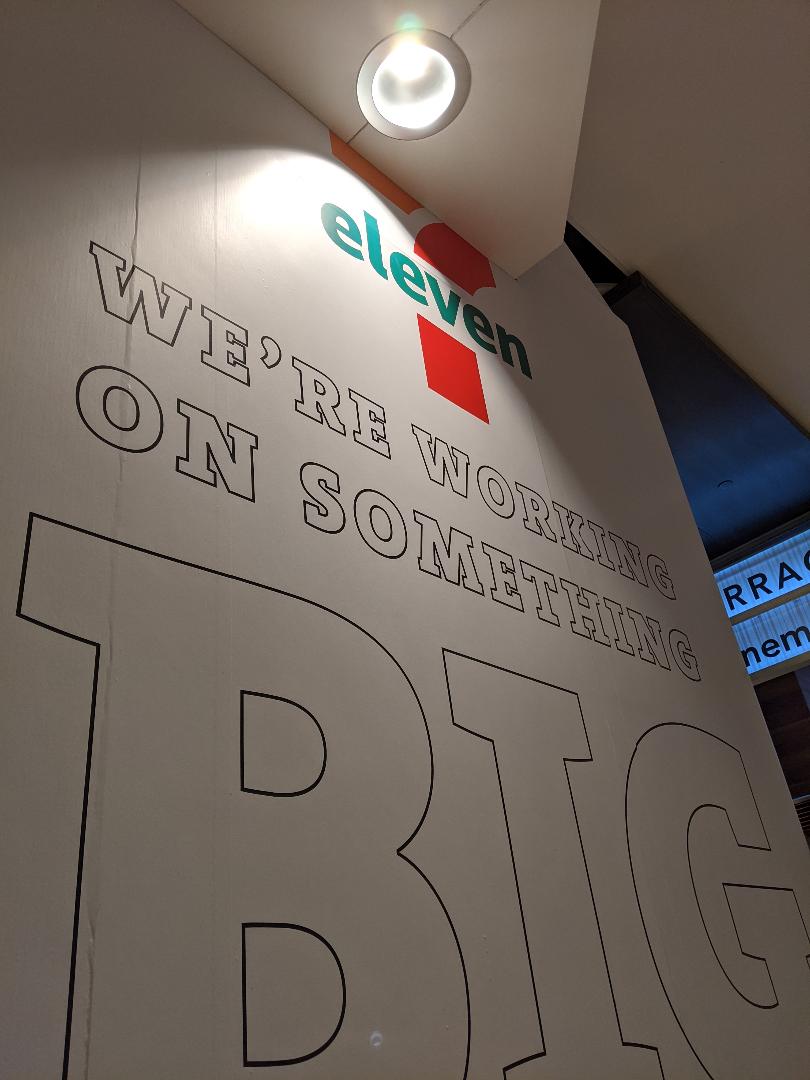 eleven
WE'RE WORKING
ON SOMETHING
BIG
RRAC
nem